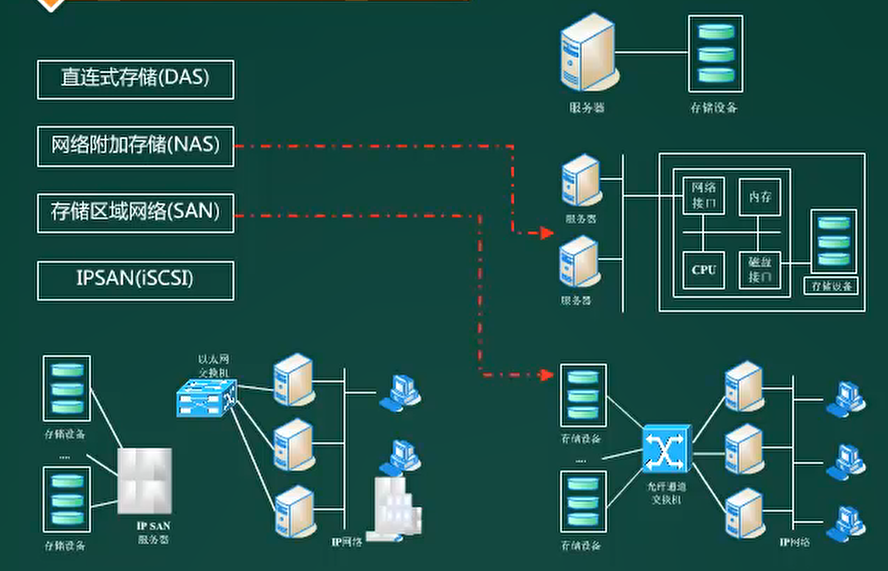 直连式存储(DAS)
网络附加存储(NAS)
存储区域网络(SAN)
IPSAN(iSCSI)
服务器
存储设备
服务器
服务器
网络
接口
内存
CPU
磁盘
接口
存储设备
以太网
交换机
存储设备
....
存储设备
IP SAN
服务器
IP网络
存储设备
....
存储设备
光纤通道
交换机
IP网络